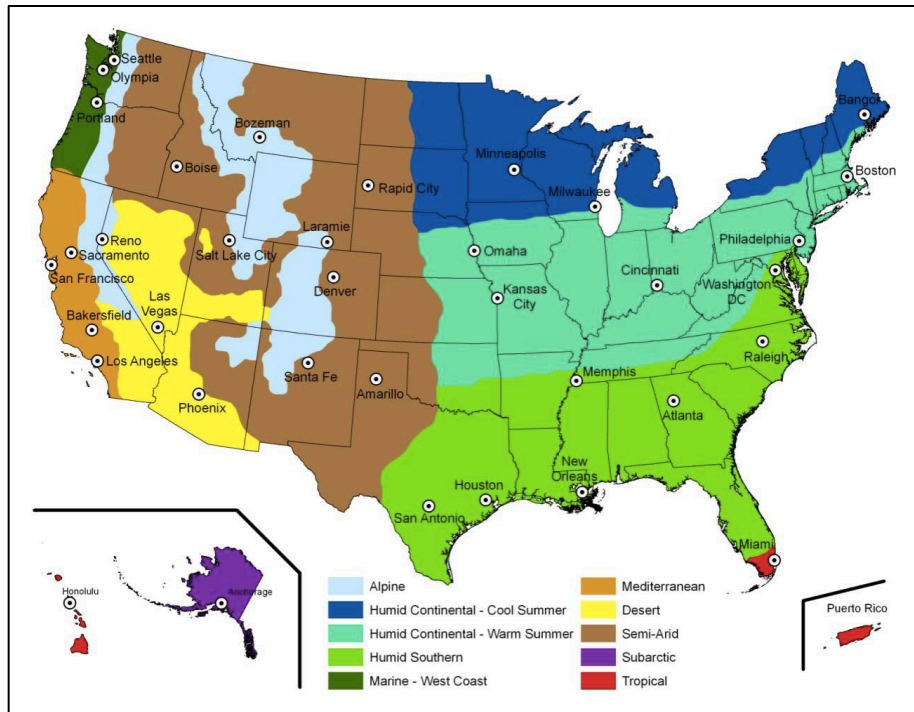 Seattle
Olympia
Portland
Bozeman
Boise
Rapid City
Minneapolis
Milwaukee
Bangor
Boston
Reno
Sacramento
San Francisco
Salt Lake City
Laramie
Denver
Omaha
Kansas
City
Cincinnati
Philadelphia
Washington
DC
Las
Vegas
Bakersfield
Los Angeles
Phoenix
Santa Fe
Amarillo
Memphis
Raleigh
Atlanta
San Antonio
Houston
New
Orleans
Miami
Honolulu
Anchorage
Puerto Rico
Alpine
Humid Continental - Cool Summer
Humid Continental - Warm Summer
Humid Southern
Marine - West Coast
Mediterranean
Desert
Semi-Arid
Subarctic
Tropical